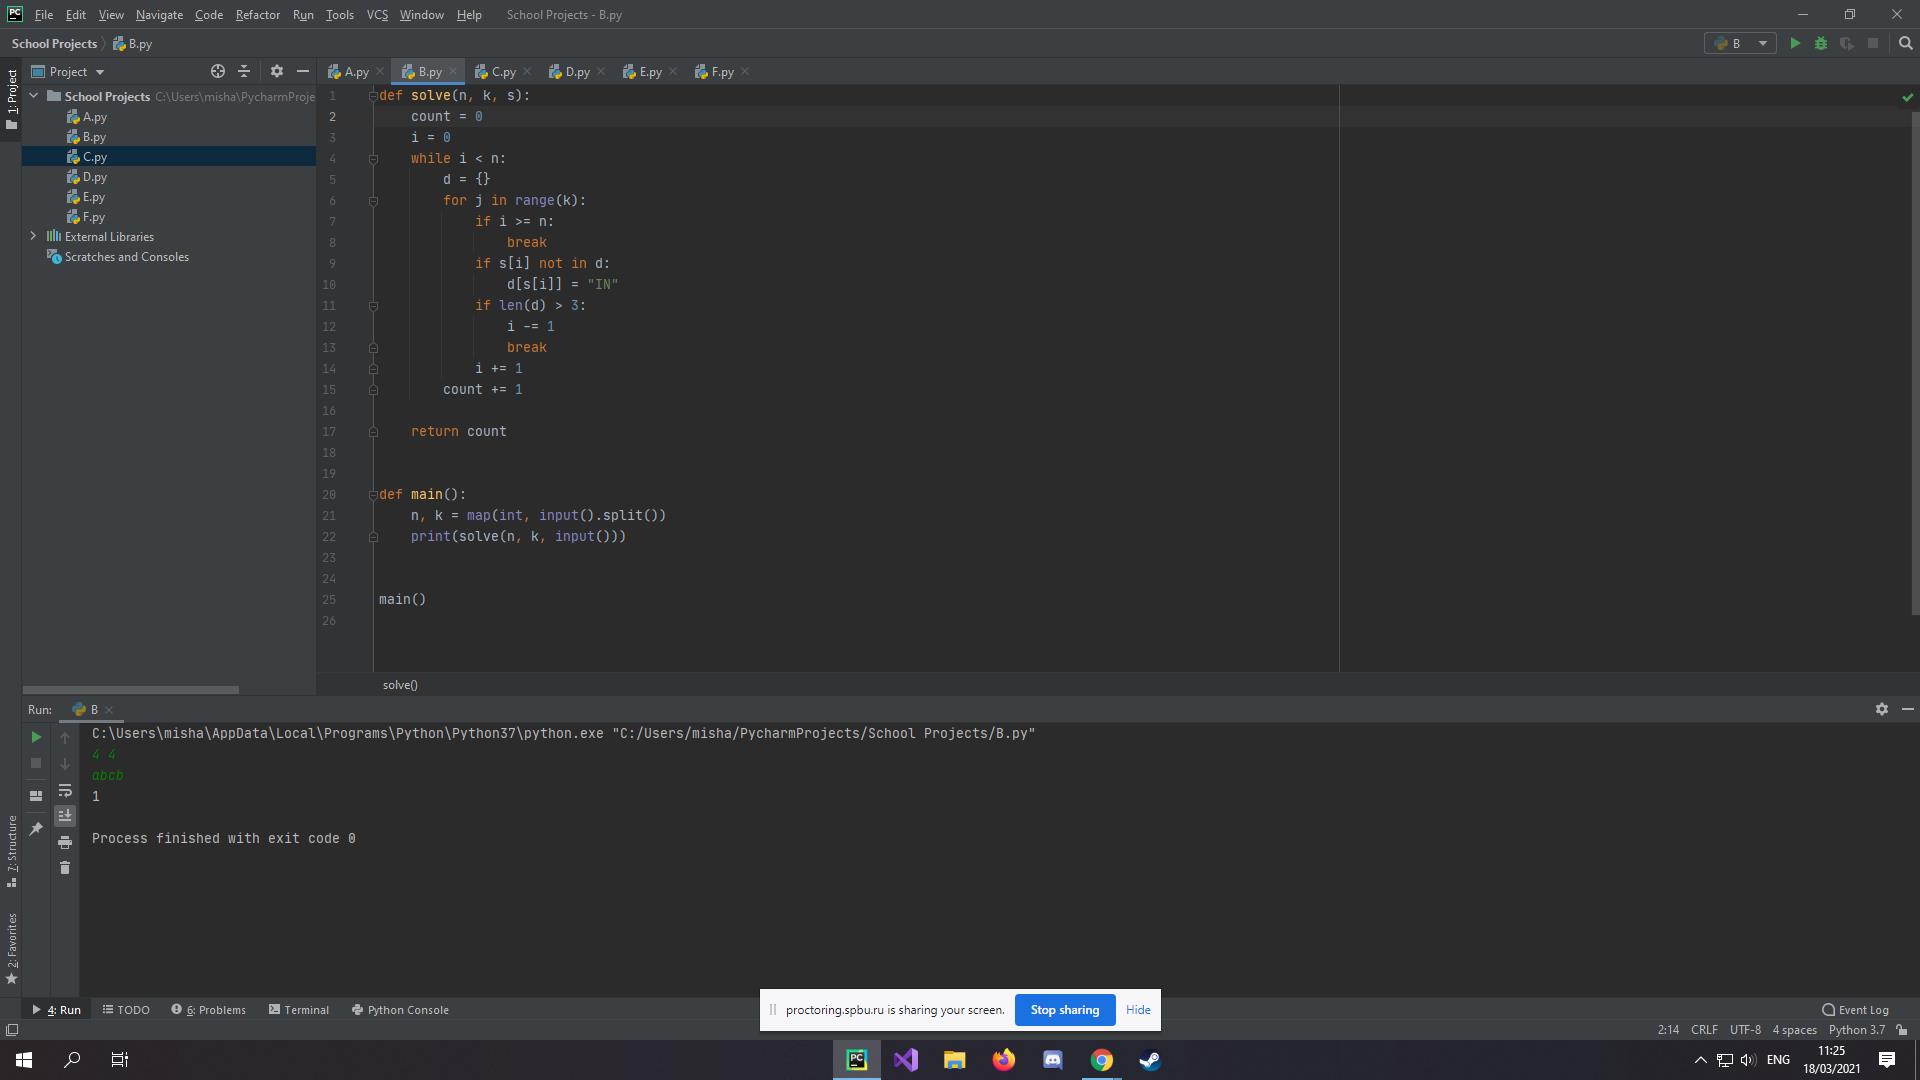 PC File Edit View Navigate Code Refactor Run Tools VCS Window Help School Projects - B.py
School Projects B.py B
Project
A.py B.py C.py D.py E.py F.py
1: Project
School Projects C:\Users\misha\PycharmProje
A.py
B.py
C.py
D.py
E.py
F.py
External Libraries
Scratches and Consoles
1 def solve(n, k, s):
2 count = 0
3 i = 0
4 while i < n:
5 d = {}
6 for j in range(k):
7 if i >= n:
8 break
9 if s[i] not in d:
10 d[s[i]] = "IN"
11 if len(d) > 3:
12 i -= 1
13 break
14 i += 1
15 count += 1
16
17 return count
18
19
20 def main():
21 n, k = map(int, input().split())
22 print(solve(n, k, input()))
23
24
25 main()
26
solve()
Run: B
C:\Users\misha\AppData\Local\Programs\Python\Python37\python.exe "C:/Users/misha/PycharmProjects/School Projects/B.py"
4 4
abcb
1
Process finished with exit code 0
7: Structure
2: Favorites
4: Run TODO 6: Problems Terminal Python Console
proctoring.spbu.ru is sharing your screen. Stop sharing Hide
Event Log
2:14 CRLF UTF-8 4 spaces Python 3.7
PC
ENG
11:25
18/03/2021